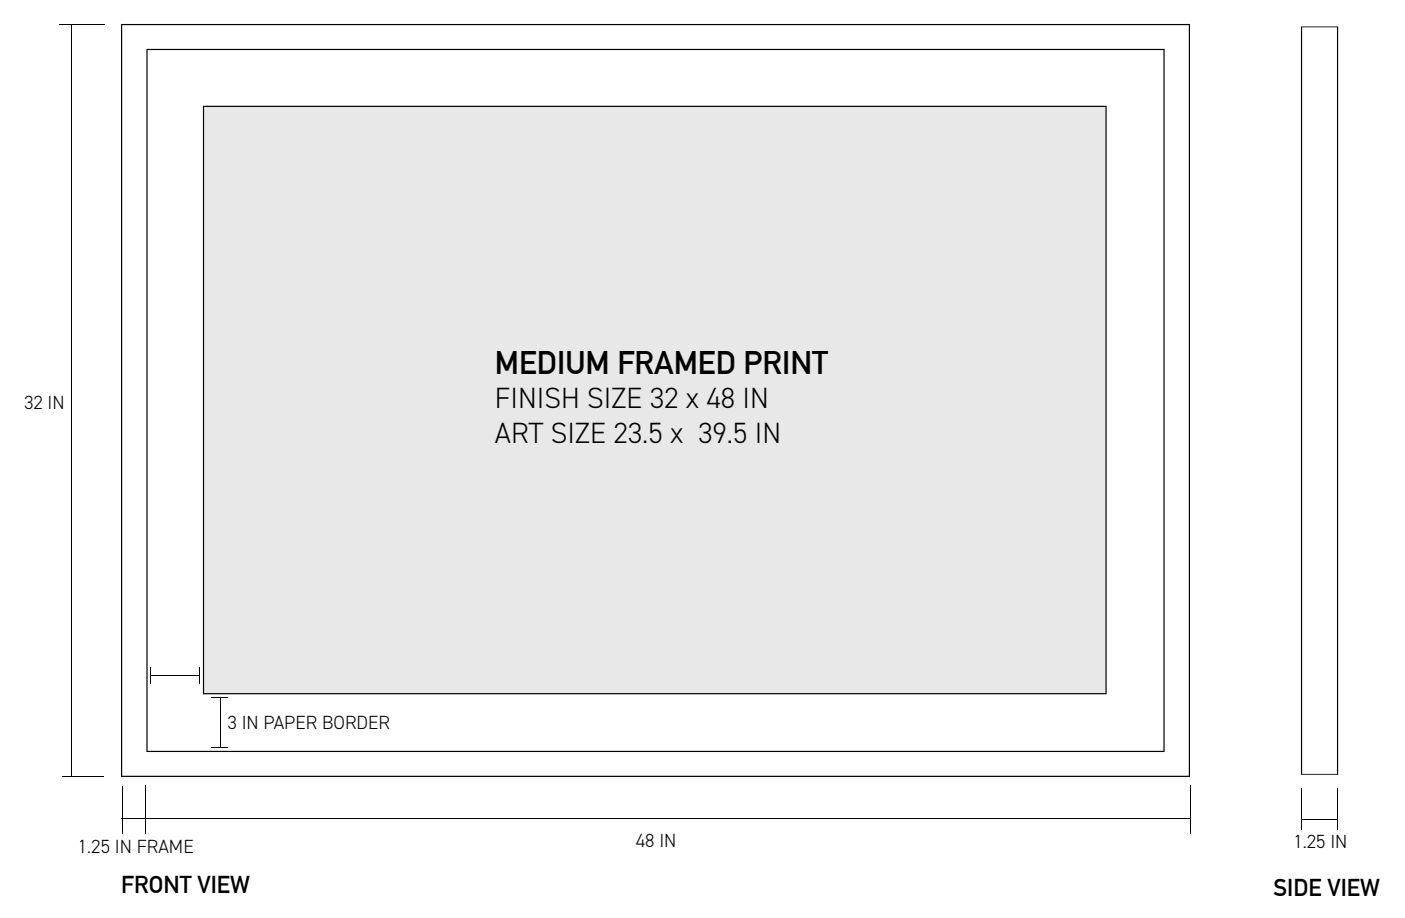 MEDIUM FRAMED PRINT
FINISH SIZE 32 x 48 IN
ART SIZE 23.5 x  39.5 IN
32 IN
3 IN PAPER BORDER
1.25 IN FRAME
48 IN
1.25 IN
FRONT VIEW
SIDE VIEW